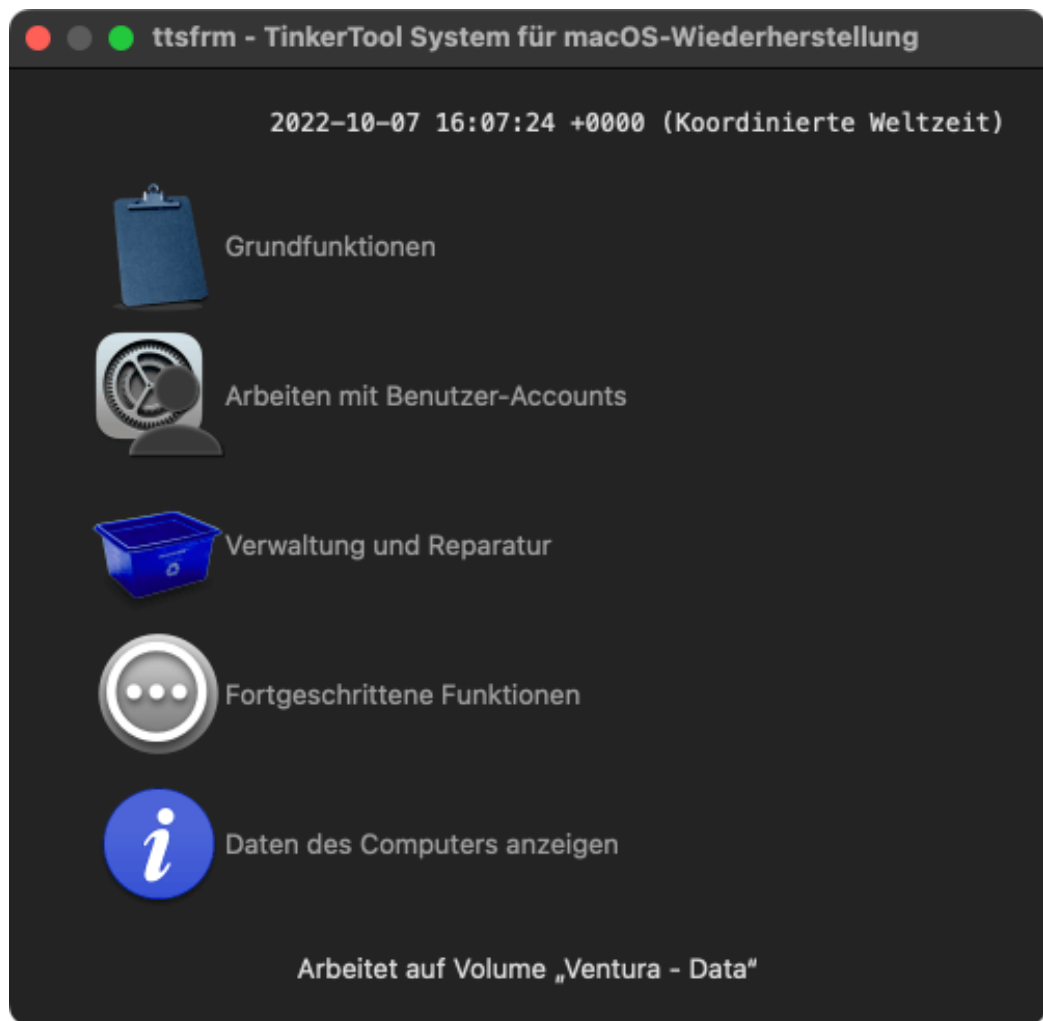 ttsfrm - TinkerTool System für macOS-Wiederherstellung
2022-10-07 16:07:24 +0000 (Koordinierte Weltzeit)
Grundfunktionen
Arbeiten mit Benutzer-Accounts
Verwaltung und Reparatur
Fortgeschrittene Funktionen
Daten des Computers anzeigen
Arbeitet auf Volume „Ventura - Data“